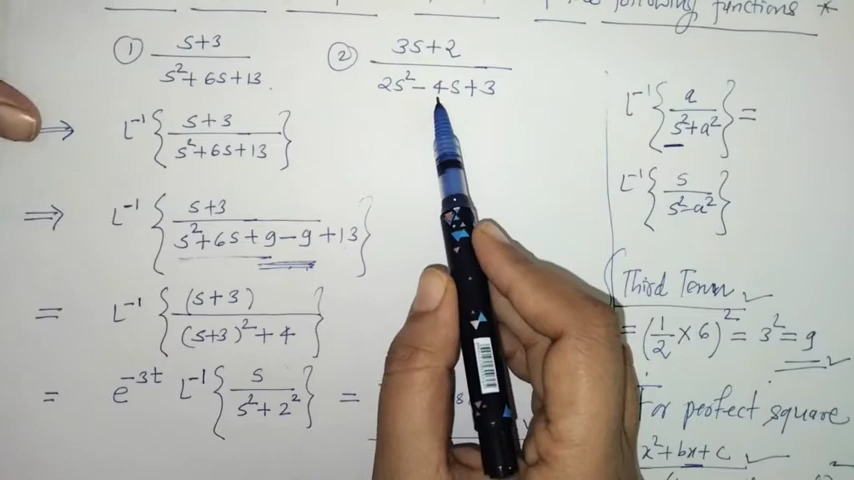 following functions *
① s+3 / s²+6s+13
② 3s+2 / 2s²-4s+3
⇒ L⁻¹{ s+3 / s²+6s+13 }
⇒ L⁻¹{ s+3 / s²+6s+9-9+13 }
= L⁻¹{ (s+3) / (s+3)²+4 }
= e⁻³ᵗ L⁻¹{ s / s²+2² } =
L⁻¹{ a / s²+a² } =
L⁻¹{ s / s²-a² }
Third Term ✓
= (1/2 × 6)² = 3² = 9 ✓
For perfect square
x²+bx+c ✓